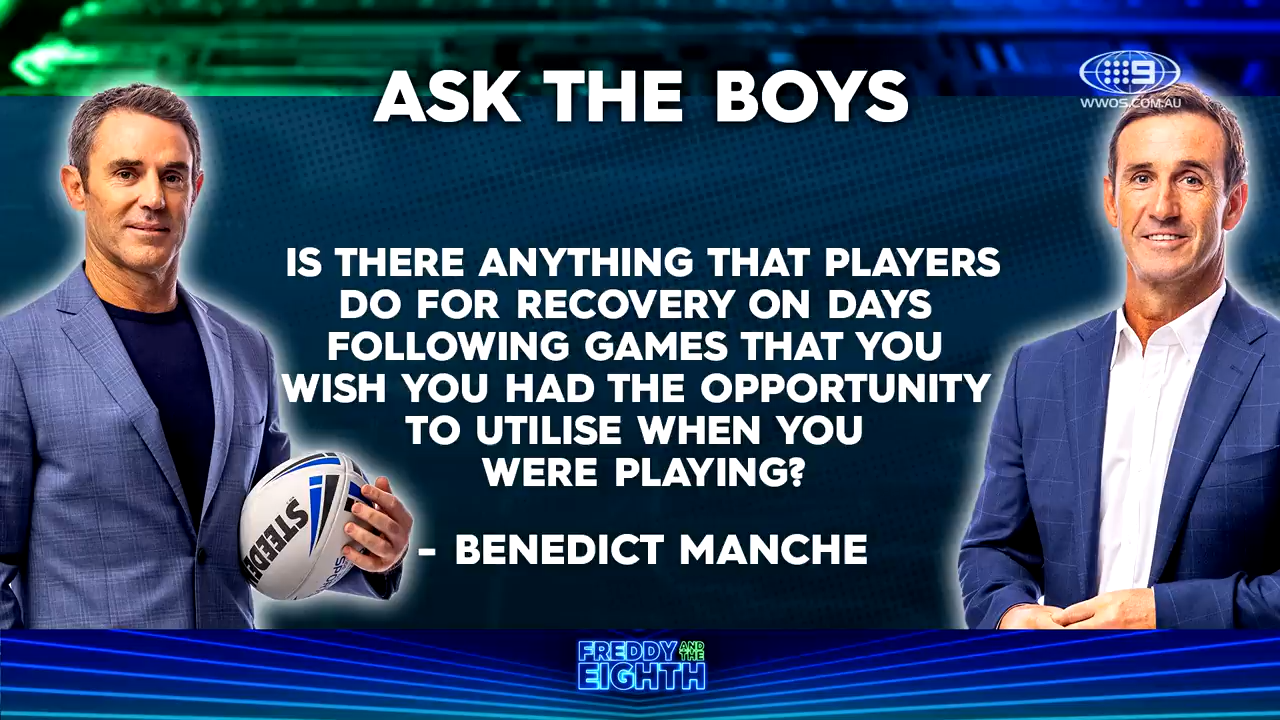 ASK THE BOYS
9
WWOS.COM.AU
IS THERE ANYTHING THAT PLAYERS
DO FOR RECOVERY ON DAYS
FOLLOWING GAMES THAT YOU
WISH YOU HAD THE OPPORTUNITY
TO UTILISE WHEN YOU
WERE PLAYING?
- BENEDICT MANCHE
FREDDY AND THE
EIGHTH